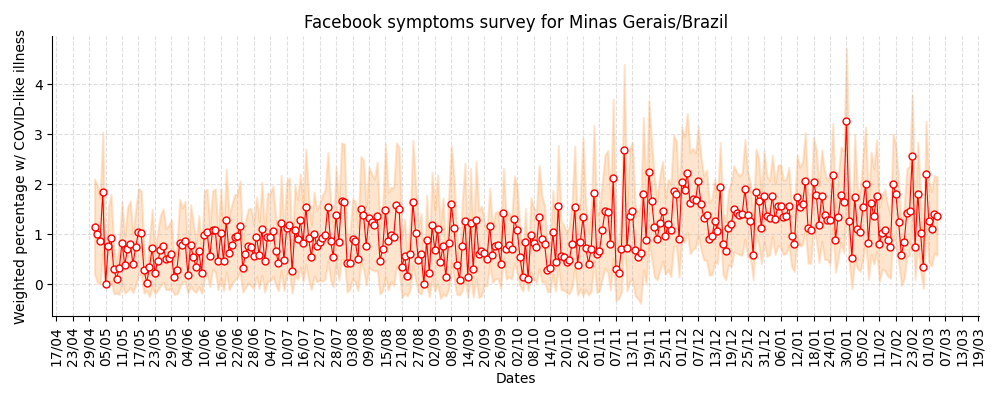 Facebook symptoms survey for Minas Gerais/Brazil
Weighted percentage w/ COVID-like illness
4
3
2
1
0
17/04 23/04 29/04 05/05 11/05 17/05 23/05 29/05 04/06 10/06 16/06 22/06 28/06 04/07 10/07 16/07 22/07 28/07 03/08 09/08 15/08 21/08 27/08 02/09 08/09 14/09 20/09 26/09 02/10 08/10 14/10 20/10 26/10 01/11 07/11 13/11 19/11 25/11 01/12 07/12 13/12 19/12 25/12 31/12 06/01 12/01 18/01 24/01 30/01 05/02 11/02 17/02 23/02 01/03 07/03 13/03 19/03
Dates